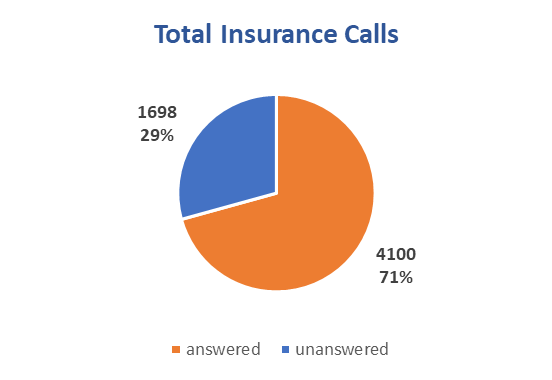 Total Insurance Calls
1698
29%
4100
71%
answered
unanswered